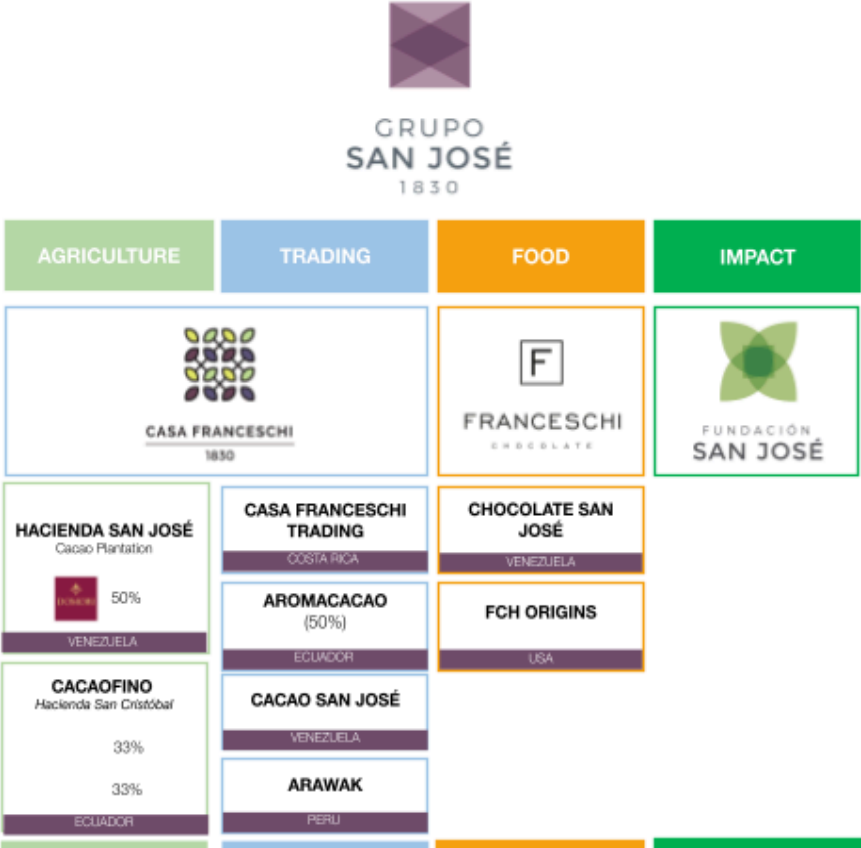 GRUPO
SAN JOSÉ
1830
AGRICULTURE
TRADING
FOOD
IMPACT
CASA FRANCESCHI
1830
F
FRANCESCHI
CHOCOLATE
FUNDACIÓN
SAN JOSÉ
HACIENDA SAN JOSÉ
Cacao Plantation
DOMORI
50%
VENEZUELA
CACAOFINO
Hacienda San Cristóbal
33%
33%
ECUADOR
CASA FRANCESCHI
TRADING
COSTA RICA
AROMACACAO
(50%)
ECUADOR
CACAO SAN JOSÉ
VENEZUELA
ARAWAK
PERU
CHOCOLATE SAN
JOSÉ
VENEZUELA
FCH ORIGINS
USA